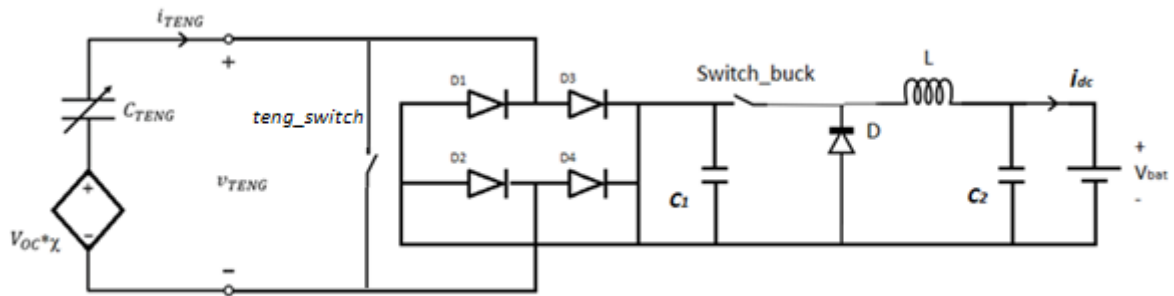 i_TENG
+
C_TENG
+
−
V_OC*χ
v_TENG
−
teng_switch
D1
D3
D2
D4
C1
Switch_buck
D
L
C2
i_dc
+
V_bat
-